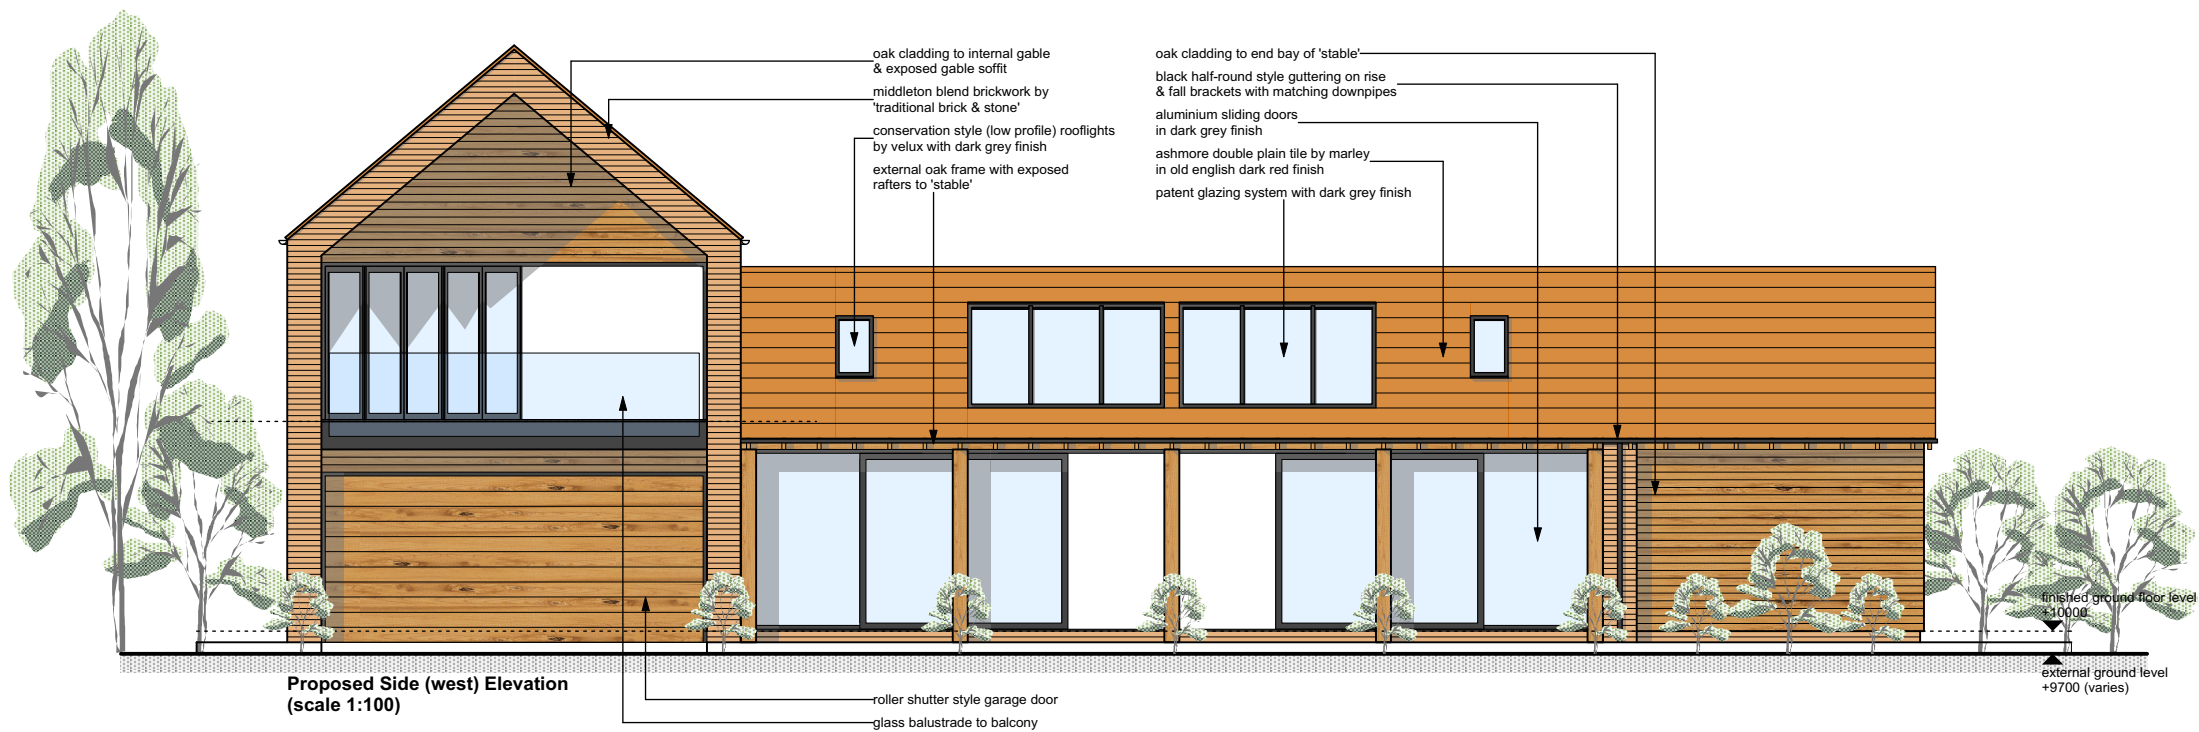 oak cladding to internal gable
& exposed gable soffit
middleton blend brickwork by
'traditional brick & stone'
conservation style (low profile) rooflights
by velux with dark grey finish
external oak frame with exposed
rafters to 'stable'
oak cladding to end bay of 'stable'
black half-round style guttering on rise
& fall brackets with matching downpipes
aluminium sliding doors
in dark grey finish
ashmore double plain tile by marley
in old english dark red finish
patent glazing system with dark grey finish
finished ground floor level
+10000
external ground level
+9700 (varies)
Proposed Side (west) Elevation
(scale 1:100)
roller shutter style garage door
glass balustrade to balcony